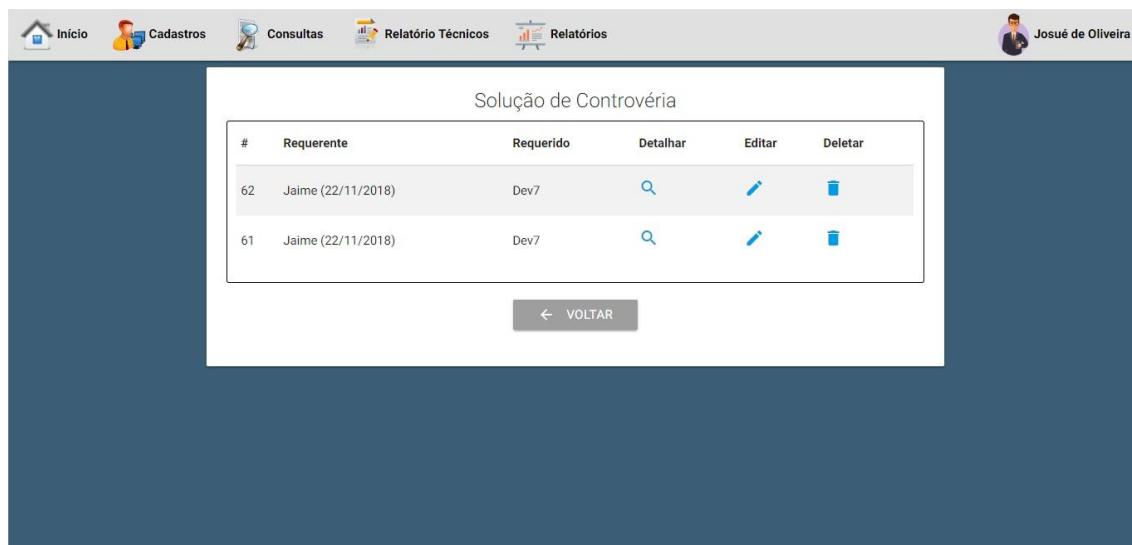 Início Cadastros Consultas Relatório Técnicos Relatórios Josué de Oliveira
Solução de Controvéria
# Requerente Requerido Detalhar Editar Deletar
62 Jaime (22/11/2018) Dev7
61 Jaime (22/11/2018) Dev7
VOLTAR